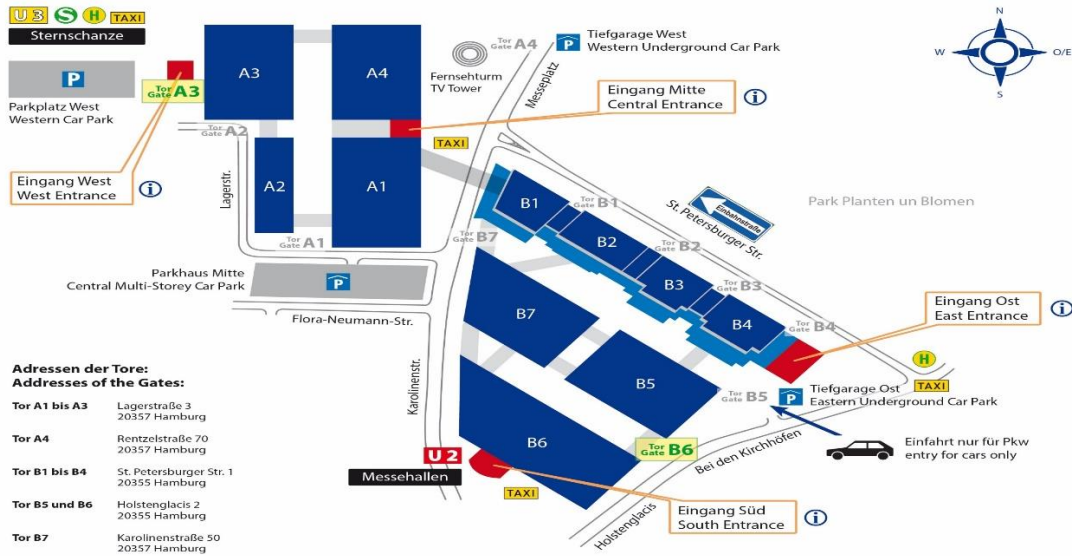 U3 S H TAXI
Sternschanze
P
Parkplatz West
Western Car Park
Tor
Gate A3
Eingang West
West Entrance
i
A3
A4
A2
A1
Tor
Gate A2
Lagerstr.
Tor
Gate A1
Fernsehturm
TV Tower
Tor
Gate A4
Messeplatz
P
Tiefgarage West
Western Underground Car Park
Eingang Mitte
Central Entrance
i
TAXI
N
W
O/E
S
B1
B2
B3
B4
Tor
Gate B1
Tor
Gate B2
Tor
Gate B3
Tor
Gate B4
Einbahnstraße
St. Petersburger Str.
Park Planten un Blomen
Tor
Gate B7
Parkhaus Mitte
Central Multi-Storey Car Park
P
Flora-Neumann-Str.
Karolinenstr.
B7
B5
B6
Eingang Ost
East Entrance
i
H
TAXI
Tor
Gate B5
P
Tiefgarage Ost
Eastern Underground Car Park
Tor
Gate B6
Bei den Kirchhöfen
Einfahrt nur für Pkw
entry for cars only
U2
Messehallen
TAXI
Holstenglacis
Eingang Süd
South Entrance
i
Adressen der Tore:
Addresses of the Gates:
Tor A1 bis A3 Lagerstraße 3
20357 Hamburg
Tor A4 Rentzelstraße 70
20357 Hamburg
Tor B1 bis B4 St. Petersburger Str. 1
20355 Hamburg
Tor B5 und B6 Holstenglacis 2
20355 Hamburg
Tor B7 Karolinenstraße 50
20357 Hamburg